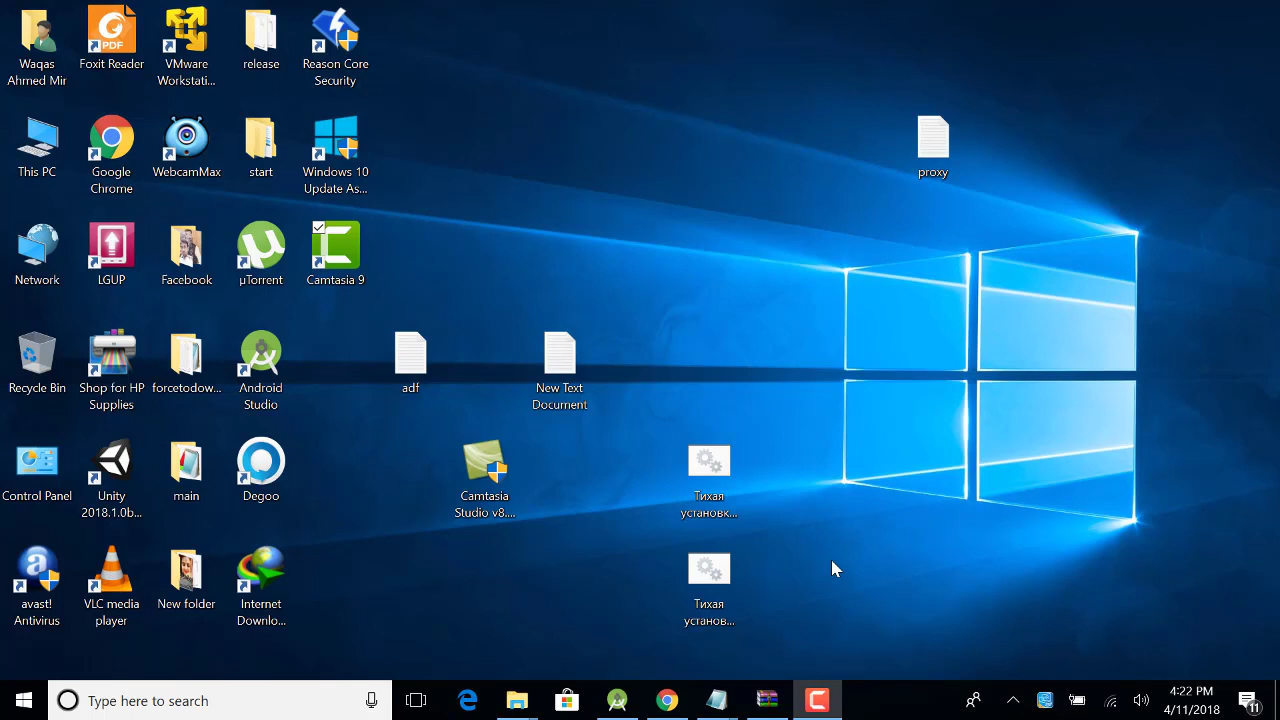 Waqas
Ahmed Mir
PDF
Foxit Reader
VMware
Workstati...
release
Reason Core
Security
This PC
Google
Chrome
WebcamMax
start
Windows 10
Update As...
proxy
Network
LGUP
Facebook
µ
µTorrent
C
Camtasia 9
Recycle Bin
Shop for HP
Supplies
forcetodow...
Android
Studio
adf
New Text
Document
Control Panel
Unity
2018.1.0b...
main
Degoo
Camtasia
Studio v8....
Тихая
установк...
a
avast!
Antivirus
VLC media
player
New folder
Internet
Downlo...
Тихая
установ...
Type here to search
e
C
4:22 PM
4/11/2018
11